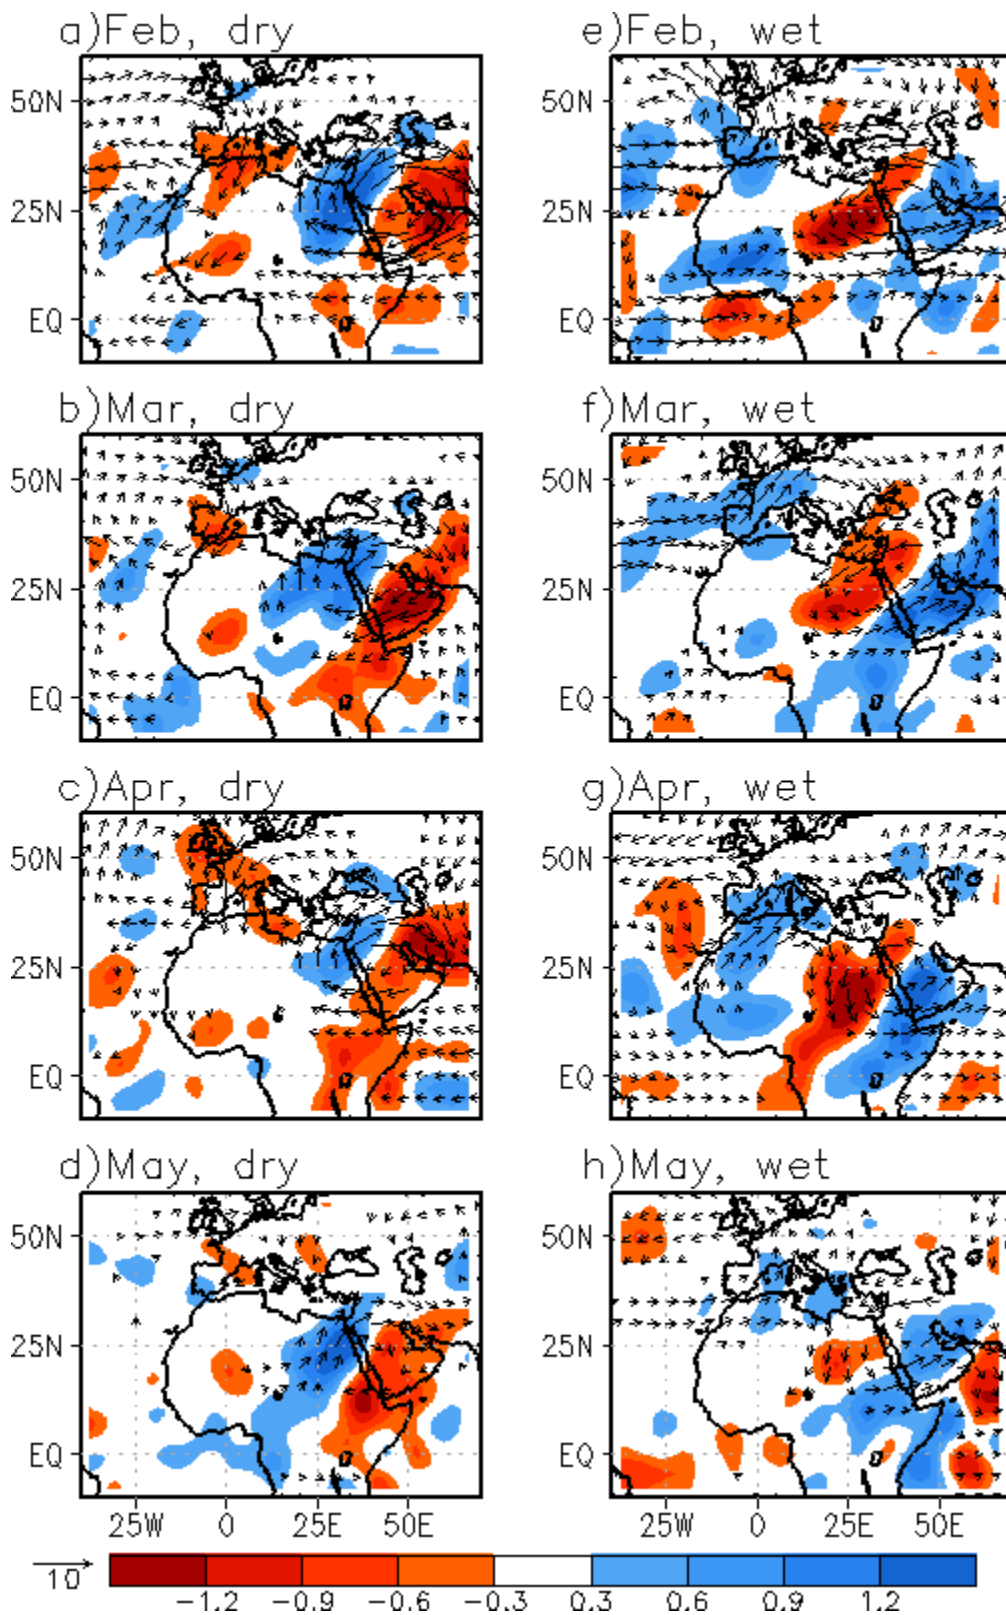 a)Feb, dry
e)Feb, wet
50N
25N
EQ
50N
25N
EQ
b)Mar, dry
f)Mar, wet
50N
25N
EQ
50N
25N
EQ
c)Apr, dry
g)Apr, wet
50N
25N
EQ
50N
25N
EQ
d)May, dry
h)May, wet
50N
25N
EQ
50N
25N
EQ
25W 0 25E 50E
25W 0 25E 50E
10
-1.2 -0.9 -0.6 -0.3 0.3 0.6 0.9 1.2